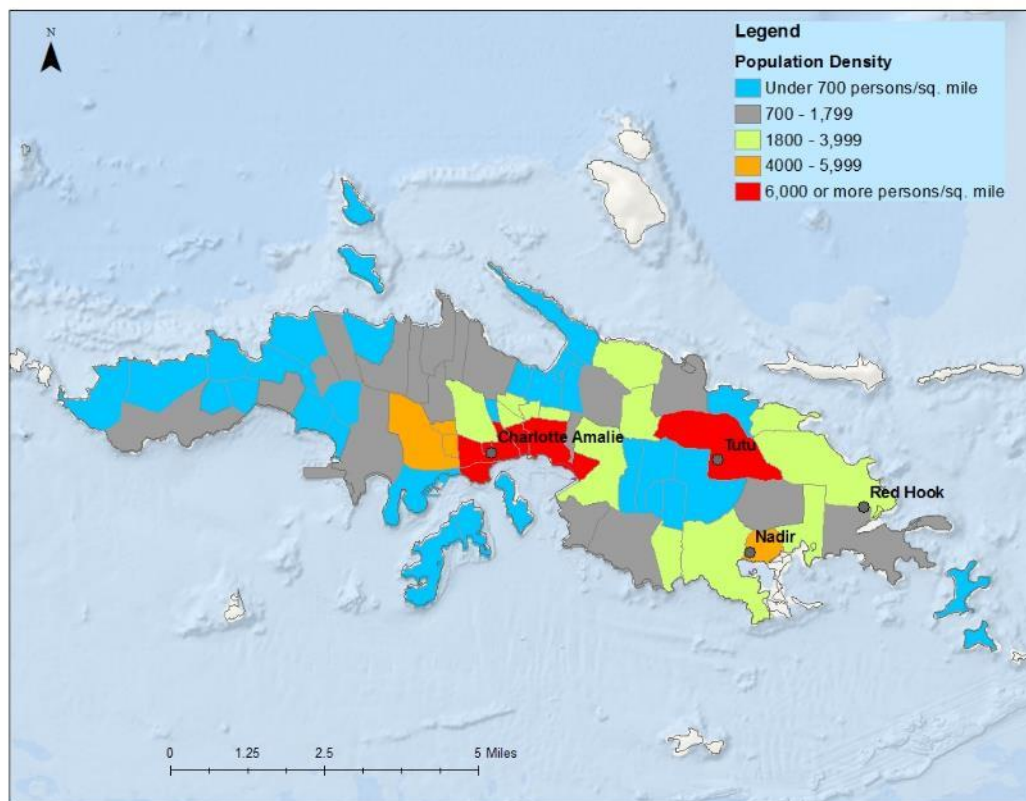 N
Legend
Population Density
Under 700 persons/sq. mile
700 - 1,799
1800 - 3,999
4000 - 5,999
6,000 or more persons/sq. mile
Charlotte Amalie
Tutu
Red Hook
Nadir
0 1.25 2.5 5 Miles